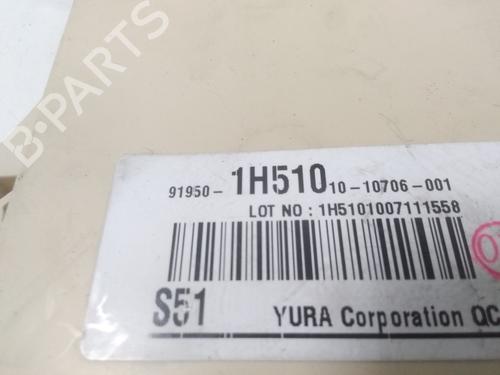 B-PARTS
91950-1H510 10-10706-001
LOT NO : 1H5101007111558
S51 YURA Corporation QC